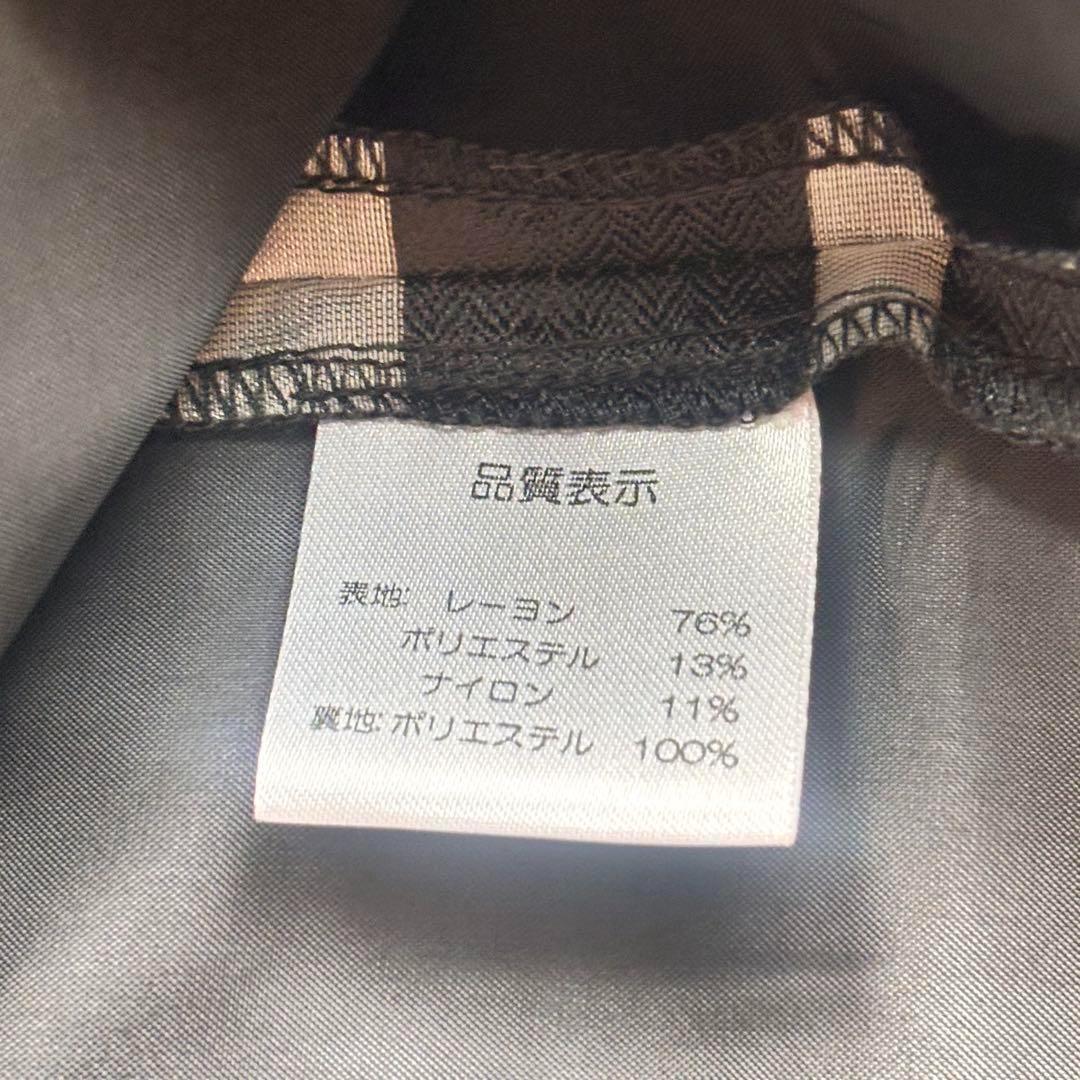 品質表示
表地: レーヨン 76%
ポリエステル 13%
ナイロン 11%
裏地: ポリエステル 100%